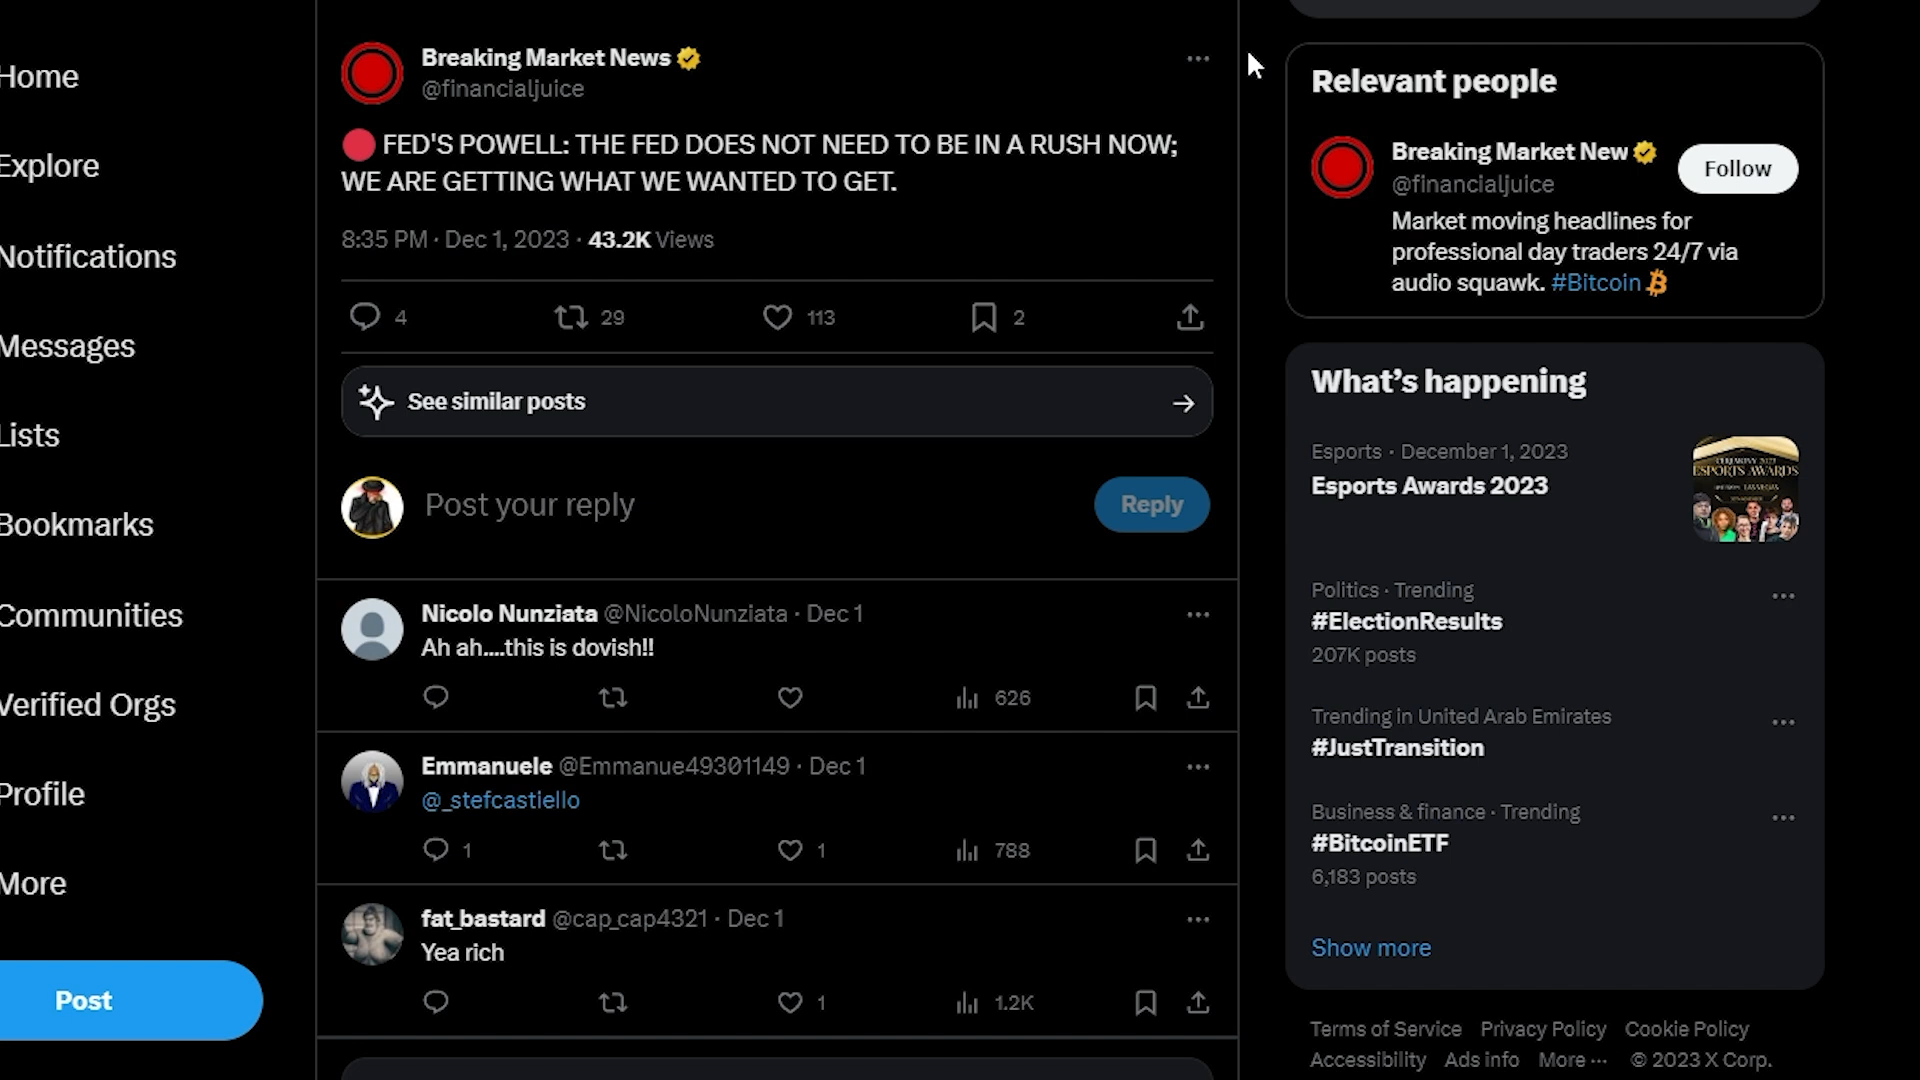 Home
Explore
Notifications
Messages
Lists
Bookmarks
Communities
Verified Orgs
Profile
More
Post
Breaking Market News
@financialjuice
FED'S POWELL: THE FED DOES NOT NEED TO BE IN A RUSH NOW;
WE ARE GETTING WHAT WE WANTED TO GET.
8:35 PM · Dec 1, 2023 · 43.2K Views
4 29 113 2
See similar posts
Post your reply
Reply
Nicolo Nunziata @NicoloNunziata · Dec 1
Ah ah....this is dovish!!
626
Emmanuele @Emmanue49301149 · Dec 1
@_stefcastiello
1 1 788
fat_bastard @cap_cap4321 · Dec 1
Yea rich
1 1.2K
Relevant people
Breaking Market New
@financialjuice
Follow
Market moving headlines for
professional day traders 24/7 via
audio squawk. #Bitcoin
What's happening
Esports · December 1, 2023
Esports Awards 2023
ESPORTS AWARDS
Politics · Trending
#ElectionResults
207K posts
Trending in United Arab Emirates
#JustTransition
Business & finance · Trending
#BitcoinETF
6,183 posts
Show more
Terms of Service Privacy Policy Cookie Policy
Accessibility Ads info More ··· © 2023 X Corp.